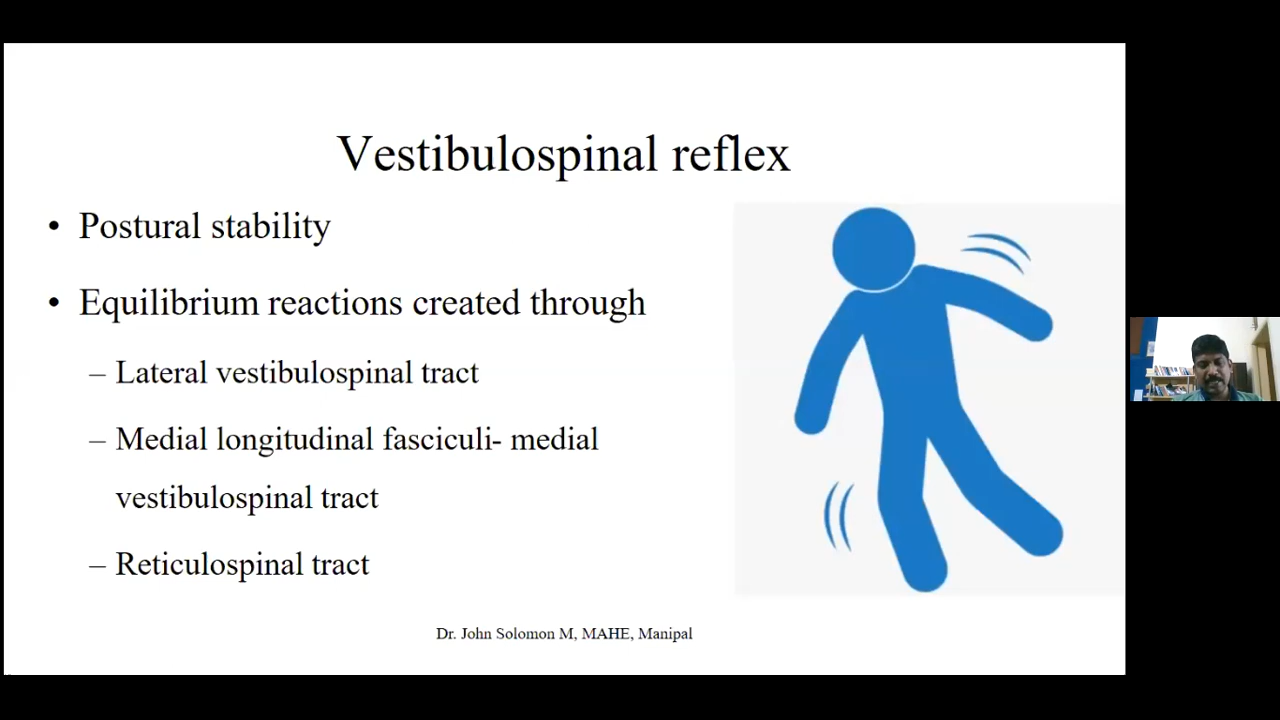 Vestibulospinal reflex
• Postural stability
• Equilibrium reactions created through
– Lateral vestibulospinal tract
– Medial longitudinal fasciculi- medial
vestibulospinal tract
– Reticulospinal tract
Dr. John Solomon M, MAHE, Manipal